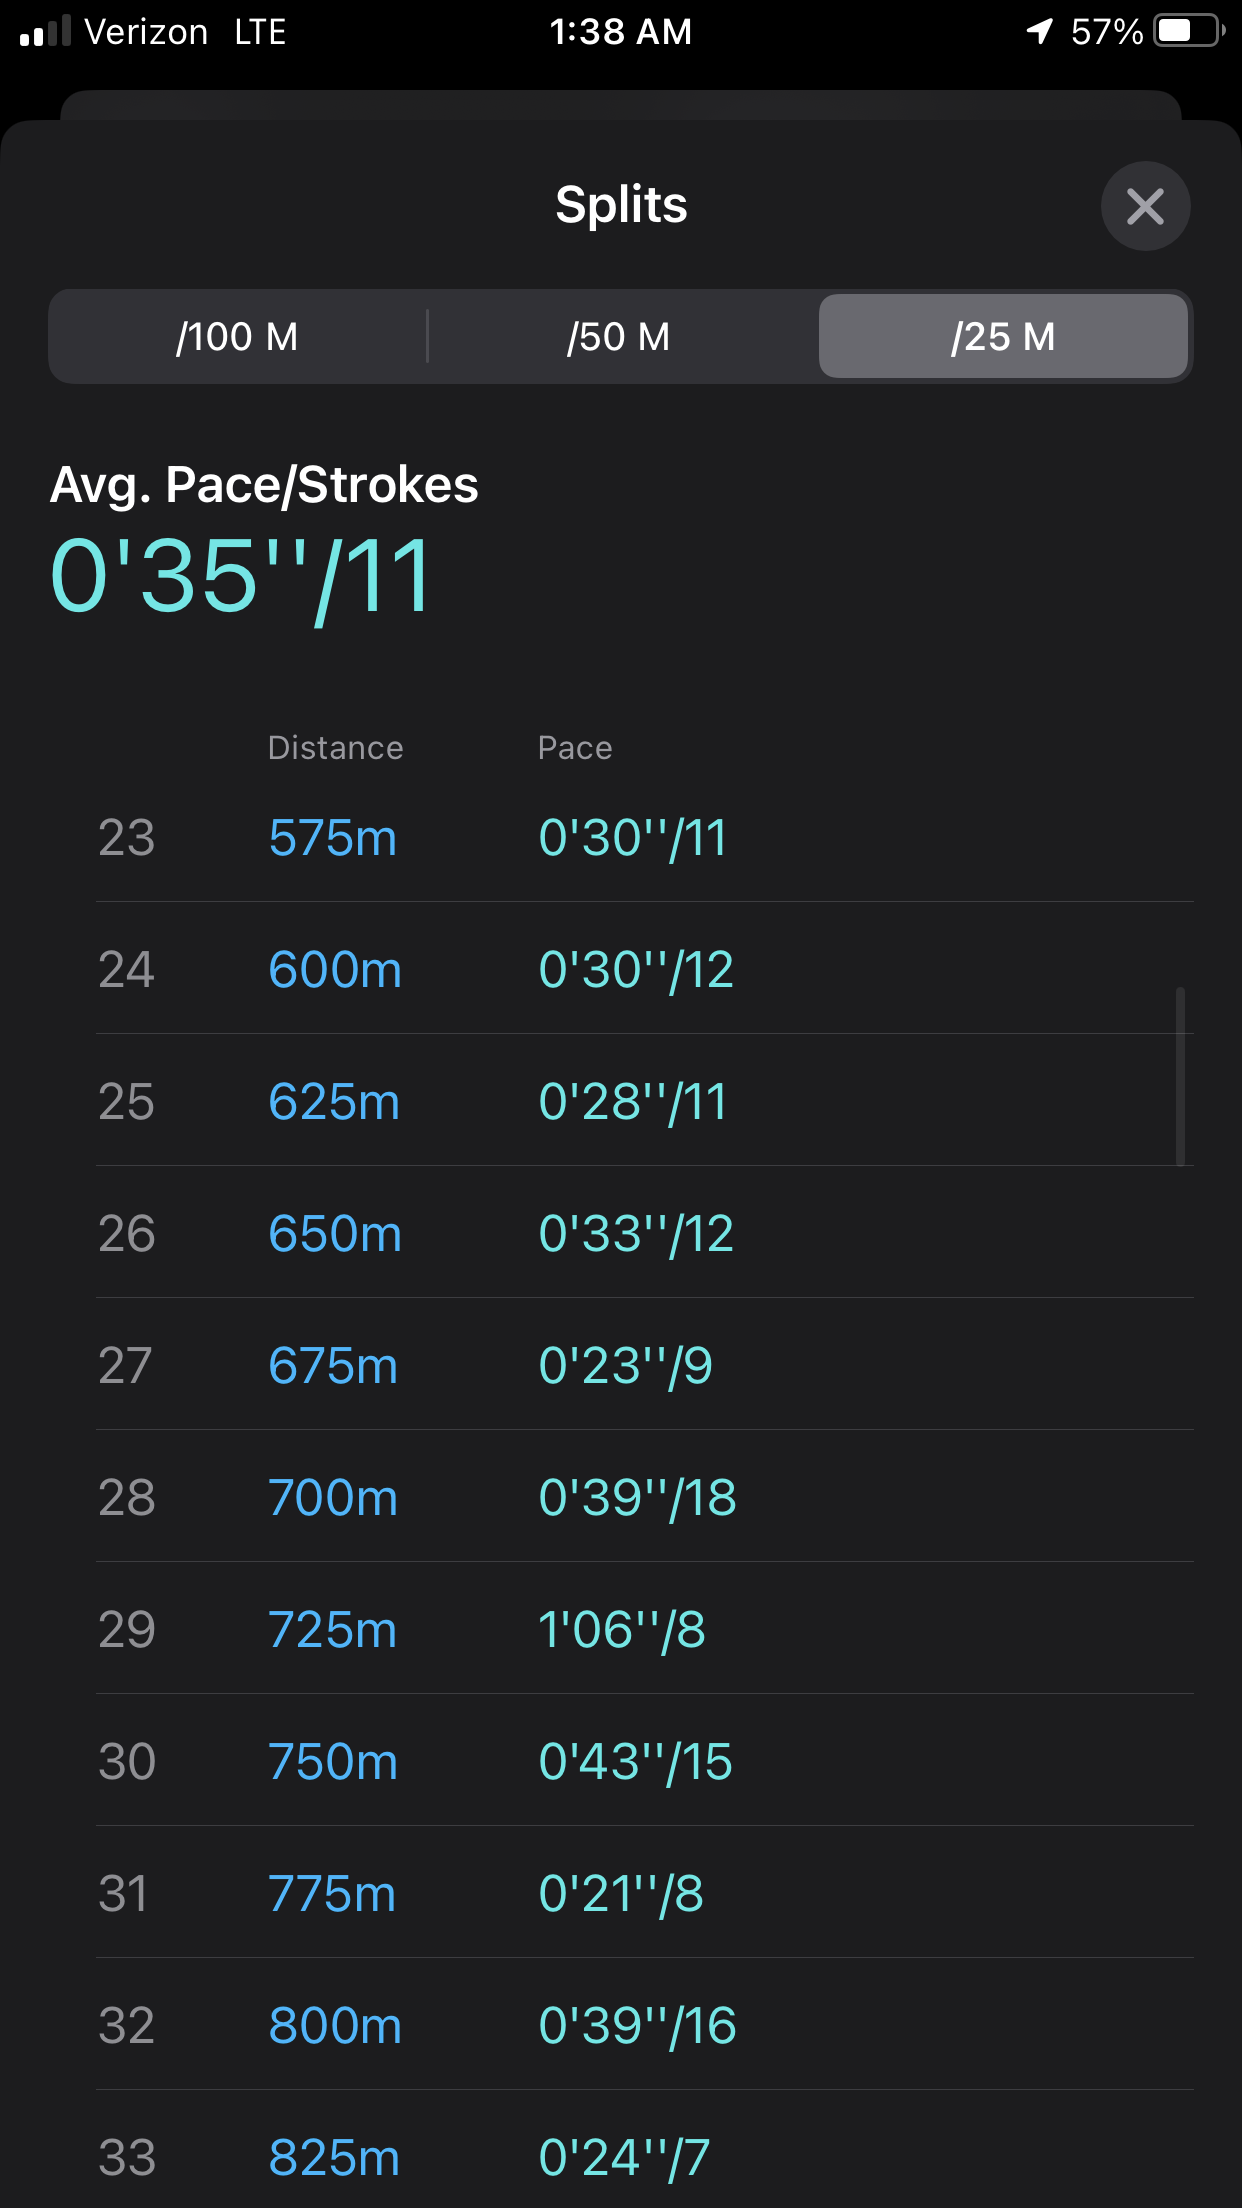 Verizon LTE 1:38 AM 57%
Splits
/100 M /50 M /25 M
Avg. Pace/Strokes
0'35''/11
Distance Pace
23 575m 0'30''/11
24 600m 0'30''/12
25 625m 0'28''/11
26 650m 0'33''/12
27 675m 0'23''/9
28 700m 0'39''/18
29 725m 1'06''/8
30 750m 0'43''/15
31 775m 0'21''/8
32 800m 0'39''/16
33 825m 0'24''/7